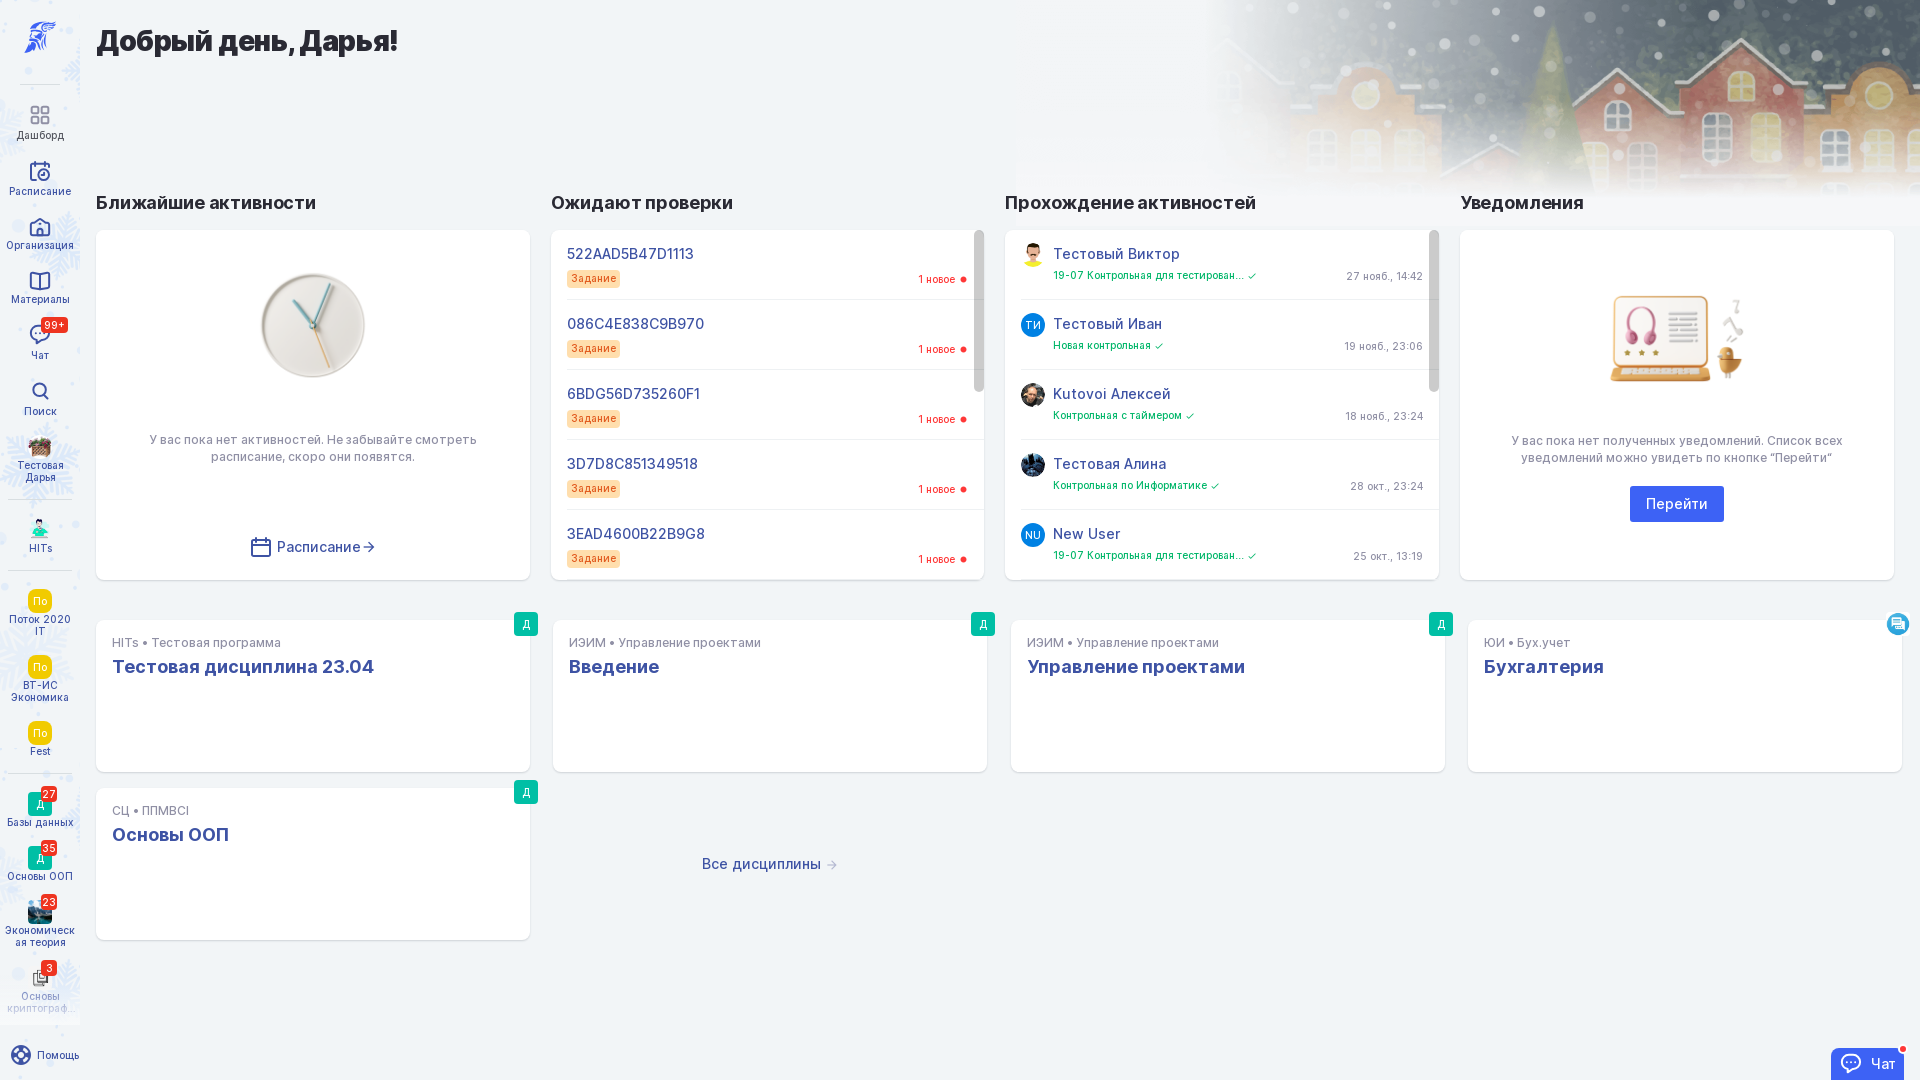 Добрый день, Дарья!
Дашборд
Расписание
Организация
Материалы
99+
Чат
Поиск
Тестовая
Дарья
HITs
По
Поток 2020
IT
По
ВТ-ИС
Экономика
По
Fest
27
Д
Базы данных
35
Д
Основы ООП
23
Экономическ
ая теория
3
Основы
криптограф...
Помощь
Ближайшие активности
У вас пока нет активностей. Не забывайте смотреть
расписание, скоро они появятся.
Расписание
Ожидают проверки
522AAD5B47D1113
Задание
1 новое
086C4E838C9B970
Задание
1 новое
6BDG56D735260F1
Задание
1 новое
3D7D8C851349518
Задание
1 новое
3EAD4600B22B9G8
Задание
1 новое
Прохождение активностей
Тестовый Виктор
19-07 Контрольная для тестирован...
27 нояб., 14:42
ТИ
Тестовый Иван
Новая контрольная
19 нояб., 23:06
Kutovoi Алексей
Контрольная с таймером
18 нояб., 23:24
Тестовая Алина
Контрольная по Информатике
28 окт., 23:24
NU
New User
19-07 Контрольная для тестирован...
25 окт., 13:19
Уведомления
У вас пока нет полученных уведомлений. Список всех
уведомлений можно увидеть по кнопке “Перейти”
Перейти
Д
HITs • Тестовая программа
Тестовая дисциплина 23.04
Д
ИЭИМ • Управление проектами
Введение
Д
ИЭИМ • Управление проектами
Управление проектами
ЮИ • Бух.учет
Бухгалтерия
Д
СЦ • ППМВСІ
Основы ООП
Все дисциплины
Чат